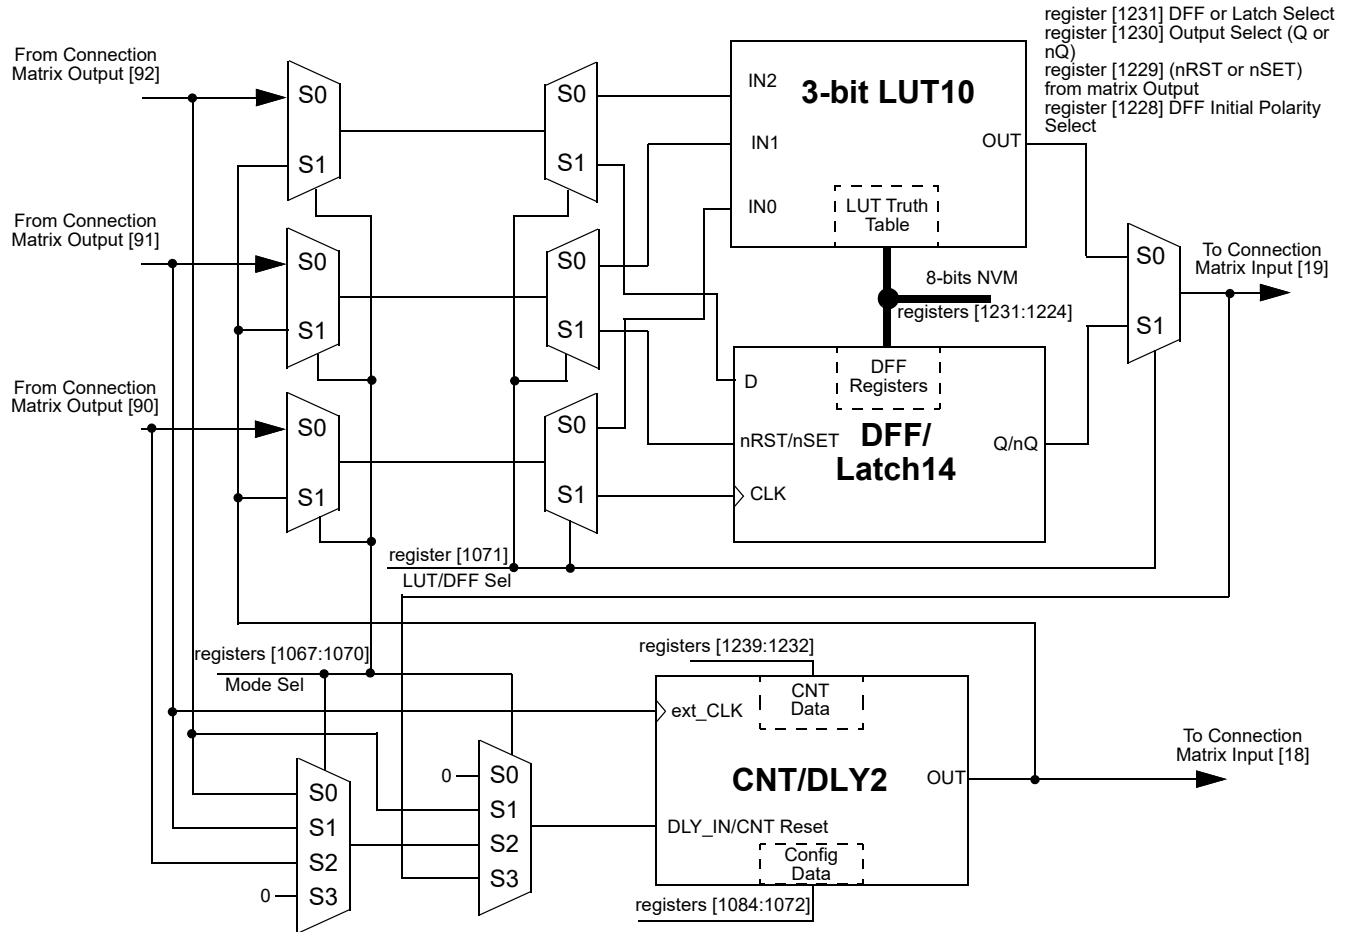 register [1231] DFF or Latch Select
register [1230] Output Select (Q or
nQ)
register [1229] (nRST or nSET)
from matrix Output
register [1228] DFF Initial Polarity
Select
From Connection
Matrix Output [92]
S0
S1
S0
S1
IN2
IN1
IN0
3-bit LUT10
OUT
LUT Truth
Table
From Connection
Matrix Output [91]
S0
S1
S0
S1
8-bits NVM
registers [1231:1224]
S0
S1
To Connection
Matrix Input [19]
From Connection
Matrix Output [90]
S0
S1
S0
S1
D
nRST/nSET
CLK
DFF
Registers
DFF/
Latch14
Q/nQ
register [1071]
LUT/DFF Sel
registers [1067:1070]
Mode Sel
registers [1239:1232]
ext_CLK
CNT
Data
CNT/DLY2
OUT
To Connection
Matrix Input [18]
DLY_IN/CNT Reset
Config
Data
registers [1084:1072]
0
S0
S1
S2
S3
S0
S1
S2
S3
0